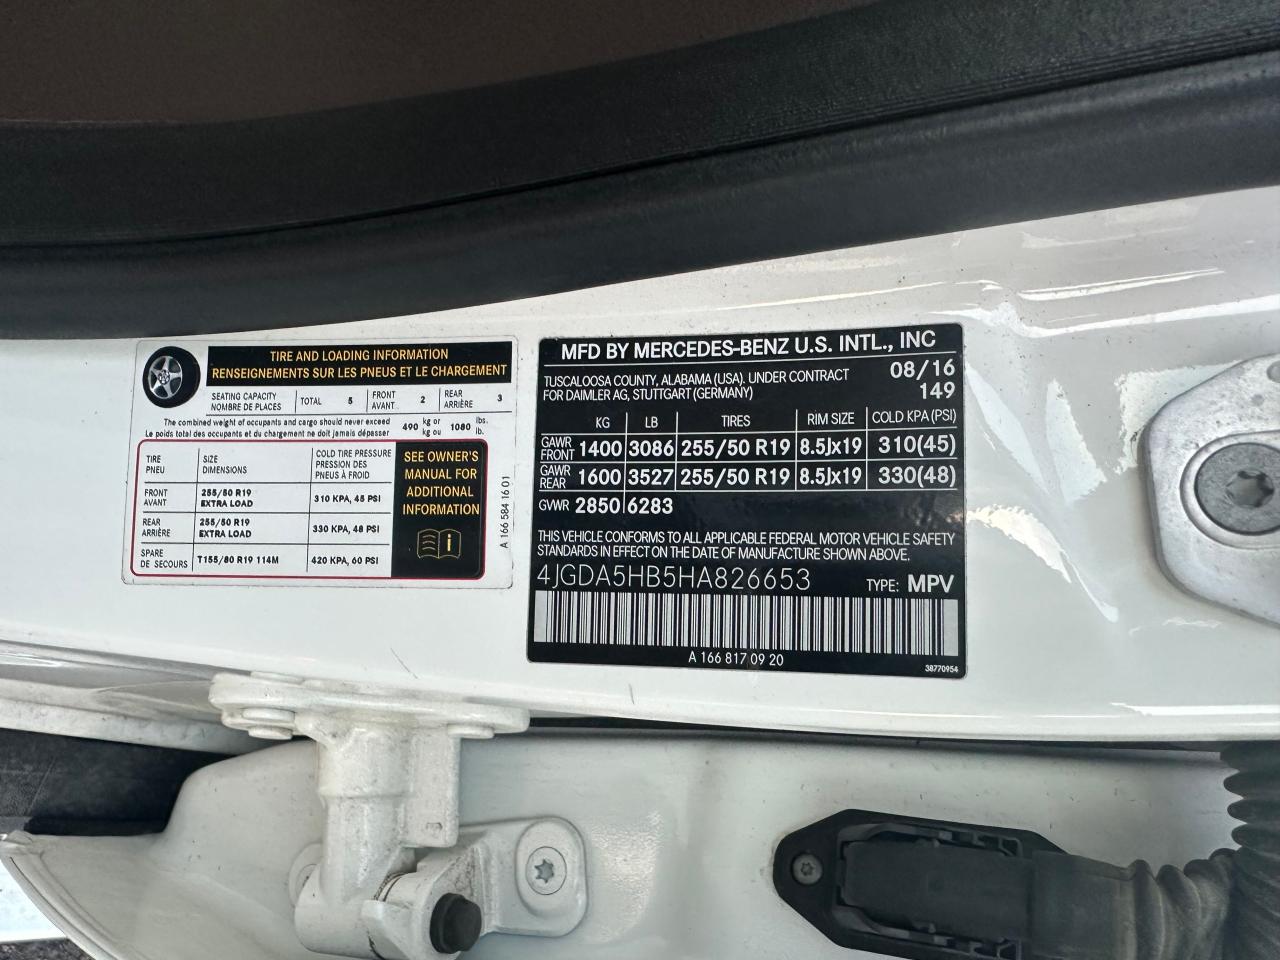 TIRE AND LOADING INFORMATION
RENSEIGNEMENTS SUR LES PNEUS ET LE CHARGEMENT
SEATING CAPACITY
NOMBRE DE PLACES
TOTAL 5
FRONT
AVANT 2
REAR
ARRIÈRE 3
The combined weight of occupants and cargo should never exceed 490 kg or 1080 lbs.
Le poids total des occupants et du chargement ne doit jamais dépasser kg ou lb.
TIRE
PNEU
SIZE
DIMENSIONS
COLD TIRE PRESSURE
PRESSION DES
PNEUS À FROID
FRONT
AVANT
255/50 R19
EXTRA LOAD
310 KPA, 45 PSI
REAR
ARRIÈRE
255/50 R19
EXTRA LOAD
330 KPA, 48 PSI
SPARE
DE SECOURS
T155/80 R19 114M
420 KPA, 60 PSI
SEE OWNER'S
MANUAL FOR
ADDITIONAL
INFORMATION
i
A 166 584 16 01
MFD BY MERCEDES-BENZ U.S. INTL., INC
TUSCALOOSA COUNTY, ALABAMA (USA). UNDER CONTRACT
FOR DAIMLER AG, STUTTGART (GERMANY)
08/16
149
KG LB TIRES RIM SIZE COLD KPA (PSI)
GAWR
FRONT 1400 3086 255/50 R19 8.5Jx19 310(45)
GAWR
REAR 1600 3527 255/50 R19 8.5Jx19 330(48)
GVWR 2850 6283
THIS VEHICLE CONFORMS TO ALL APPLICABLE FEDERAL MOTOR VEHICLE SAFETY
STANDARDS IN EFFECT ON THE DATE OF MANUFACTURE SHOWN ABOVE.
4JGDA5HB5HA826653 TYPE: MPV
A 166 817 09 20
38770954